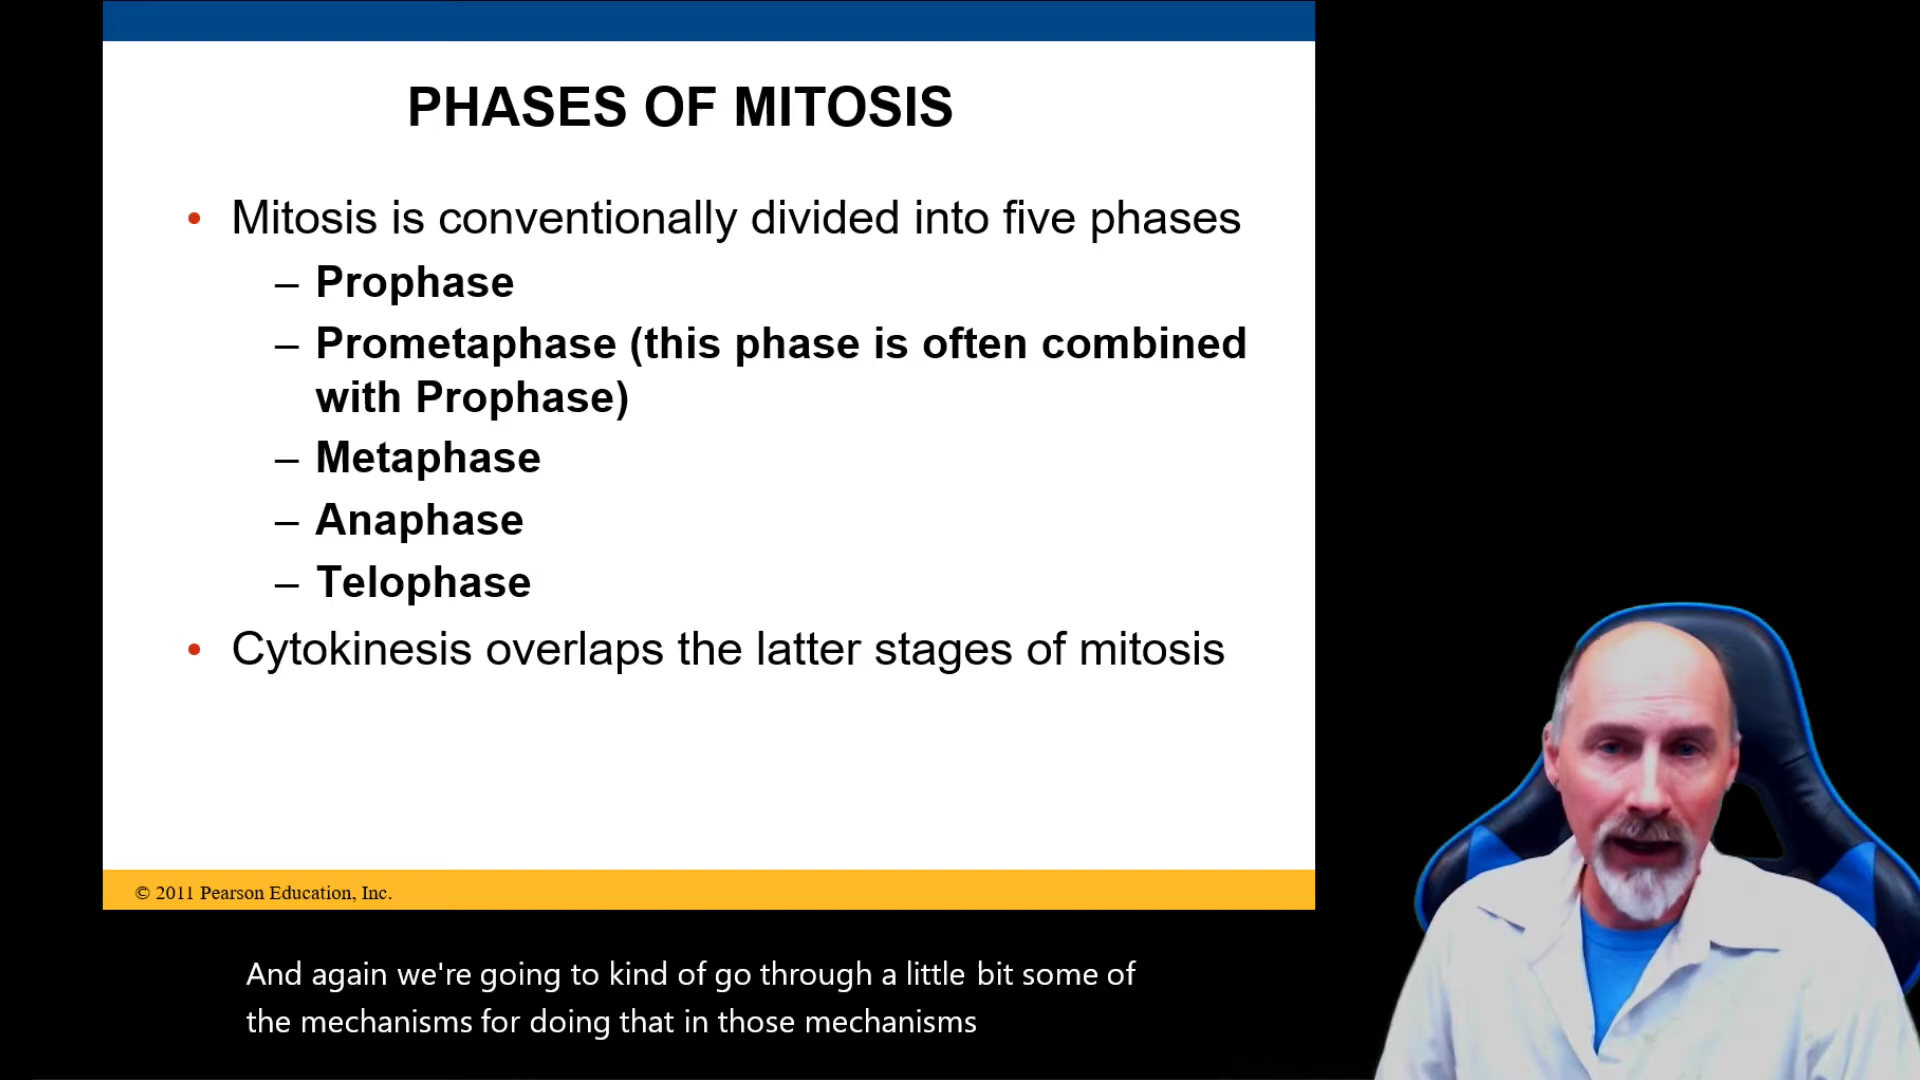 PHASES OF MITOSIS
• Mitosis is conventionally divided into five phases
– Prophase
– Prometaphase (this phase is often combined
with Prophase)
– Metaphase
– Anaphase
– Telophase
• Cytokinesis overlaps the latter stages of mitosis
© 2011 Pearson Education, Inc.
And again we're going to kind of go through a little bit some of
the mechanisms for doing that in those mechanisms